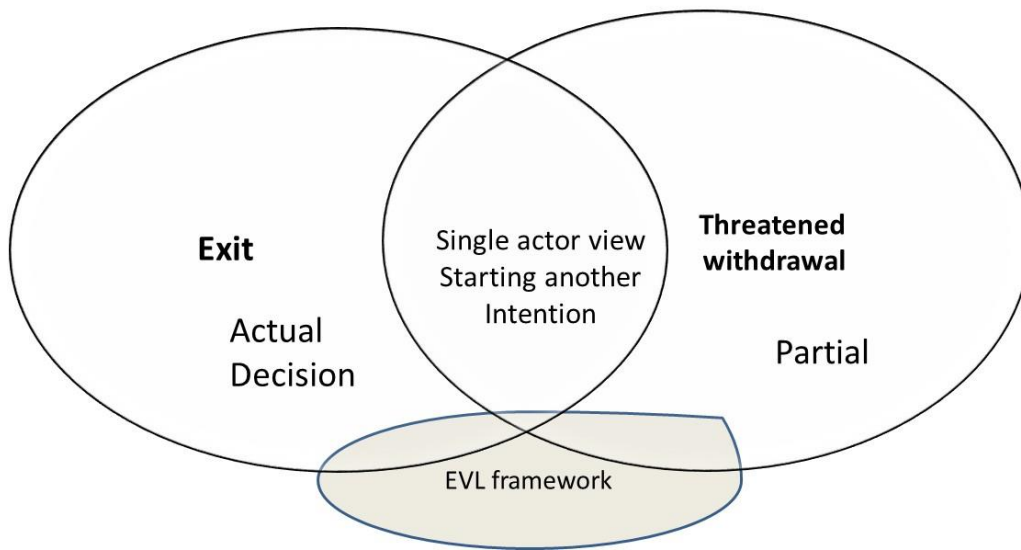 Exit
Actual
Decision
Single actor view
Starting another
Intention
Threatened
withdrawal
Partial
EVL framework